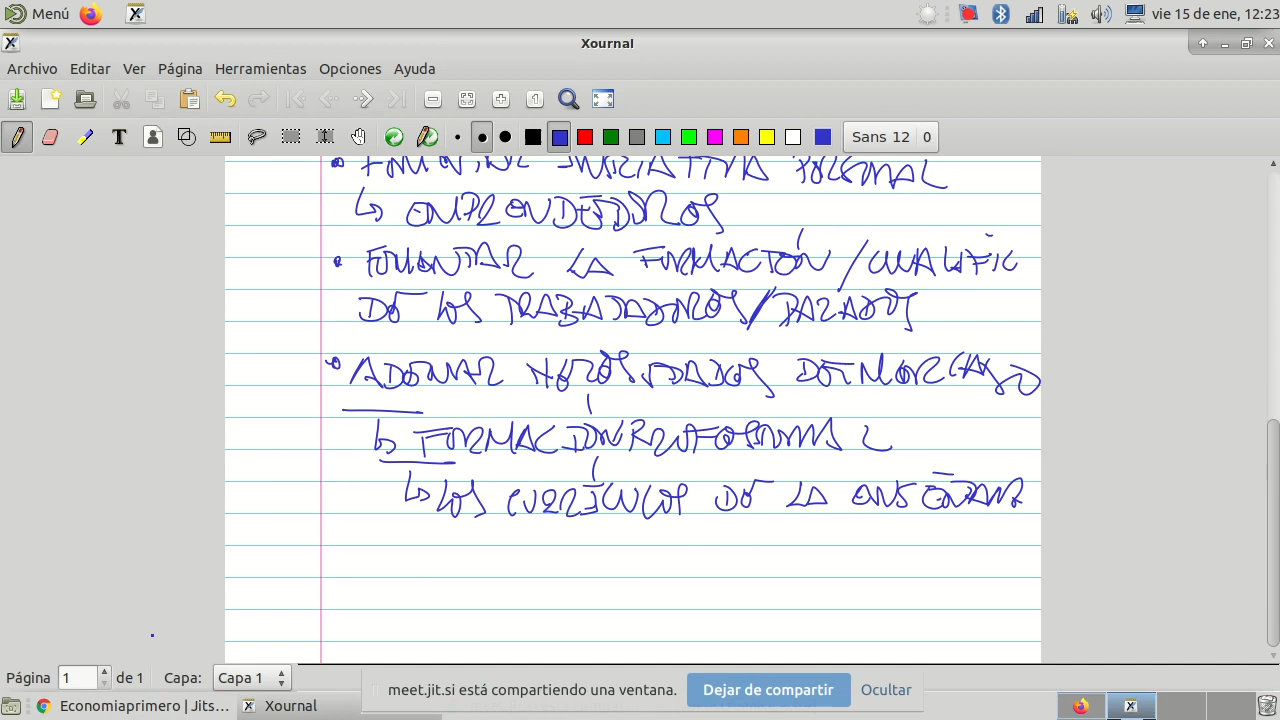 Menú vie 15 de ene, 12:23
Xournal
Archivo Editar Ver Página Herramientas Opciones Ayuda
Sans 12 0
• FOMENTAR INICIATIVA PERSONAL
↳ EMPRENDEDORES
• FOMENTAR LA FORMACIÓN / CUALIFIC
DE LOS TRABAJADORES / PARADOS
• ADECUAR NECESIDADES DEL MERCADO
↳ FORMACIÓN PROFESIONAL
↳ LOS CURRÍCULOS DE LA ENSEÑANZA
Página 1 de 1 Capa: Capa 1
meet.jit.si está compartiendo una ventana. Dejar de compartir Ocultar
Economiaprimero | Jits... Xournal